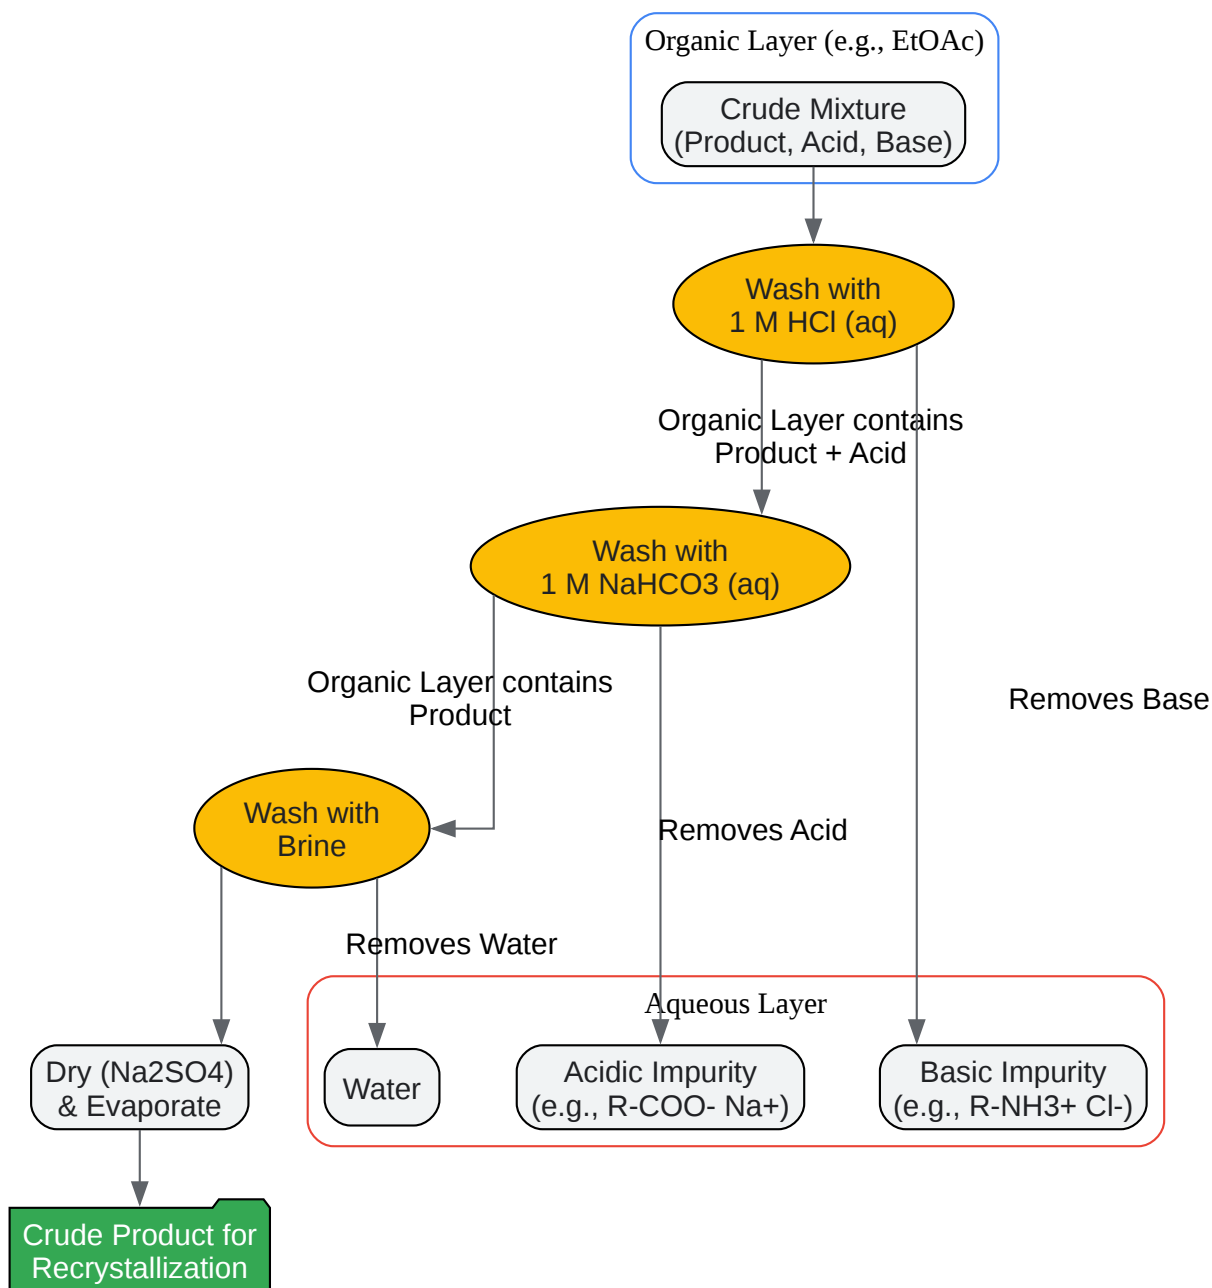 Organic Layer (e.g., EtOAc)
Crude Mixture
(Product, Acid, Base)
Wash with
1 M HCl (aq)
Organic Layer contains
Product + Acid
Wash with
1 M NaHCO3 (aq)
Organic Layer contains
Product
Removes Base
Wash with
Brine
Removes Acid
Removes Water
Aqueous Layer
Dry (Na2SO4)
& Evaporate
Water
Acidic Impurity
(e.g., R-COO- Na+)
Basic Impurity
(e.g., R-NH3+ Cl-)
Crude Product for
Recrystallization